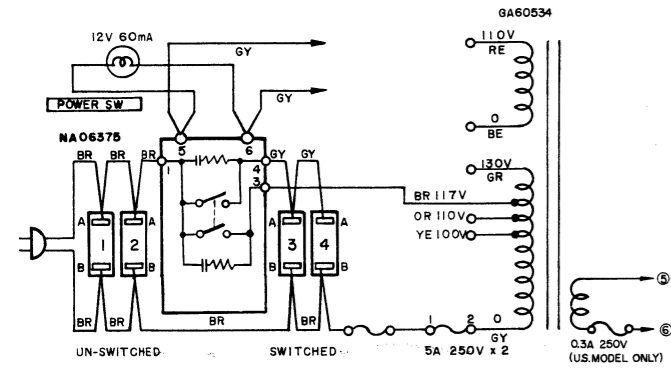 GA60534
12V 60mA
GY
GY
110V
RE
POWER SW
NA06375
5
6
0
BE
BR
BR
BR
1
4
GY
GY
3
130V
GR
BR 117V
OR 110V
YE 100V
A
A
A
A
1
2
3
4
B
B
B
B
BR
BR
BR
BR
BR
1
2
0
GY
5A 250V x 2
UN-SWITCHED
SWITCHED
5
6
0.3A 250V
(U.S. MODEL ONLY)